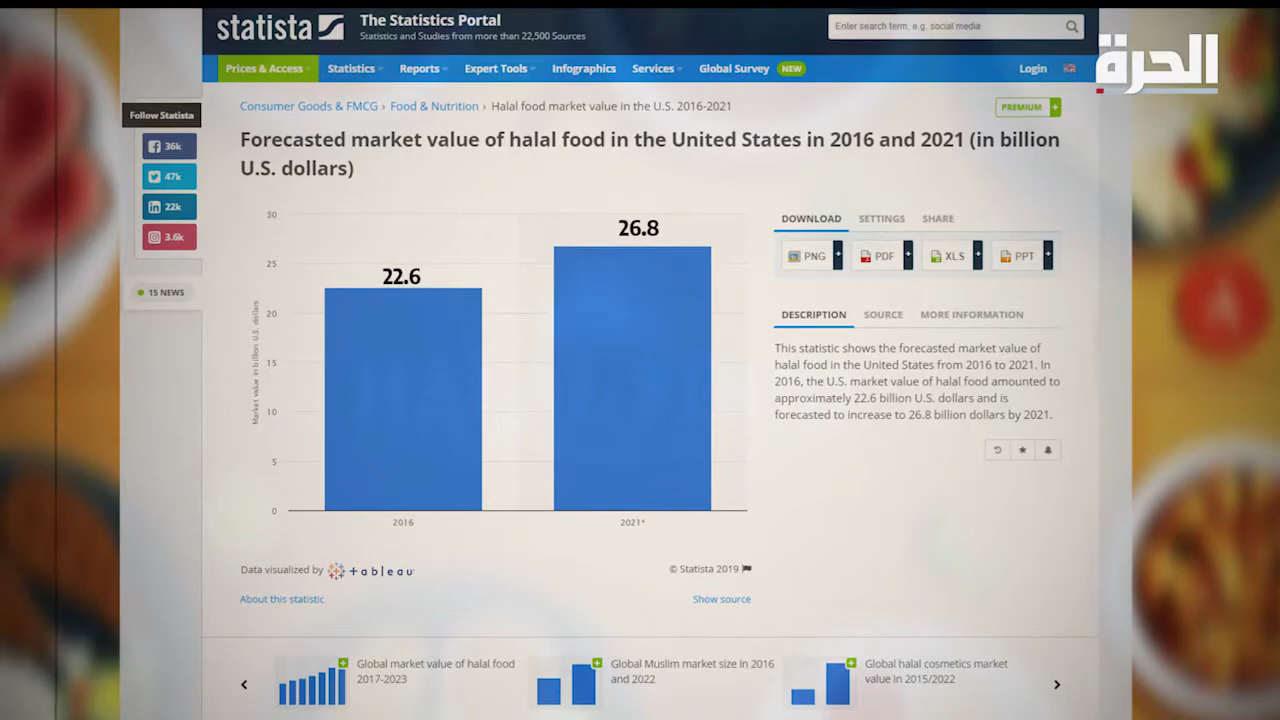 statista
The Statistics Portal
Statistics and Studies from more than 22,500 Sources
Enter search term, e.g. social media
الحرة
Prices & Access
Statistics
Reports
Expert Tools
Infographics
Services
Global Survey
NEW
Login
Follow Statista
36k
47k
22k
3.6k
15 NEWS
Consumer Goods & FMCG › Food & Nutrition › Halal food market value in the U.S. 2016-2021
PREMIUM +
Forecasted market value of halal food in the United States in 2016 and 2021 (in billion
U.S. dollars)
Market value in billion U.S. dollars
30
25
20
15
10
5
0
22.6
26.8
2016
2021*
Data visualized by +ableau
© Statista 2019
About this statistic
Show source
DOWNLOAD
SETTINGS
SHARE
PNG +
PDF +
XLS +
PPT +
DESCRIPTION
SOURCE
MORE INFORMATION
This statistic shows the forecasted market value of
halal food in the United States from 2016 to 2021. In
2016, the U.S. market value of halal food amounted to
approximately 22.6 billion U.S. dollars and is
forecasted to increase to 26.8 billion dollars by 2021.
Global market value of halal food
2017-2023
Global Muslim market size in 2016
and 2022
Global halal cosmetics market
value in 2015/2022